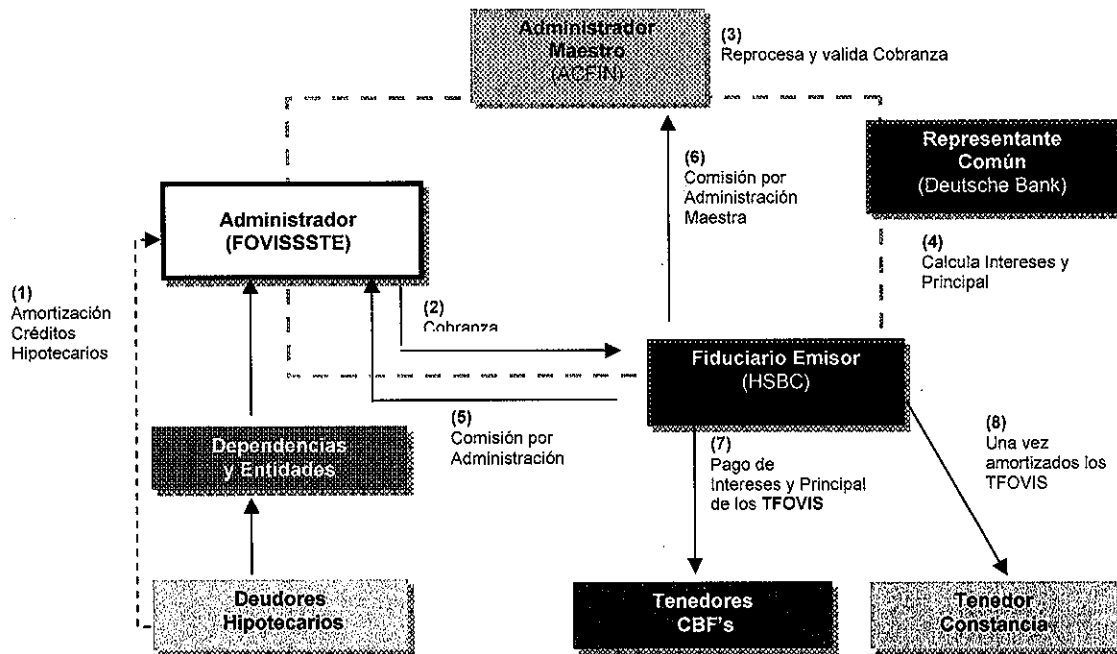 Administrador
Maestro
(ACFIN)
(3)
Reprocesa y valida Cobranza
Representante
Común
(Deutsche Bank)
(6)
Comisión por
Administración
Maestra
Administrador
(FOVISSSTE)
(4)
Calcula Intereses y
Principal
(1)
Amortización
Créditos
Hipotecarios
(2)
Cobranza
Fiduciario Emisor
(HSBC)
(5)
Comisión por
Administración
Dependencias
y Entidades
(7)
Pago de
Intereses y Principal
de los TFOVIS
(8)
Una vez
amortizados los
TFOVIS
Deudores
Hipotecarios
Tenedores
CBF's
Tenedor
Constancia